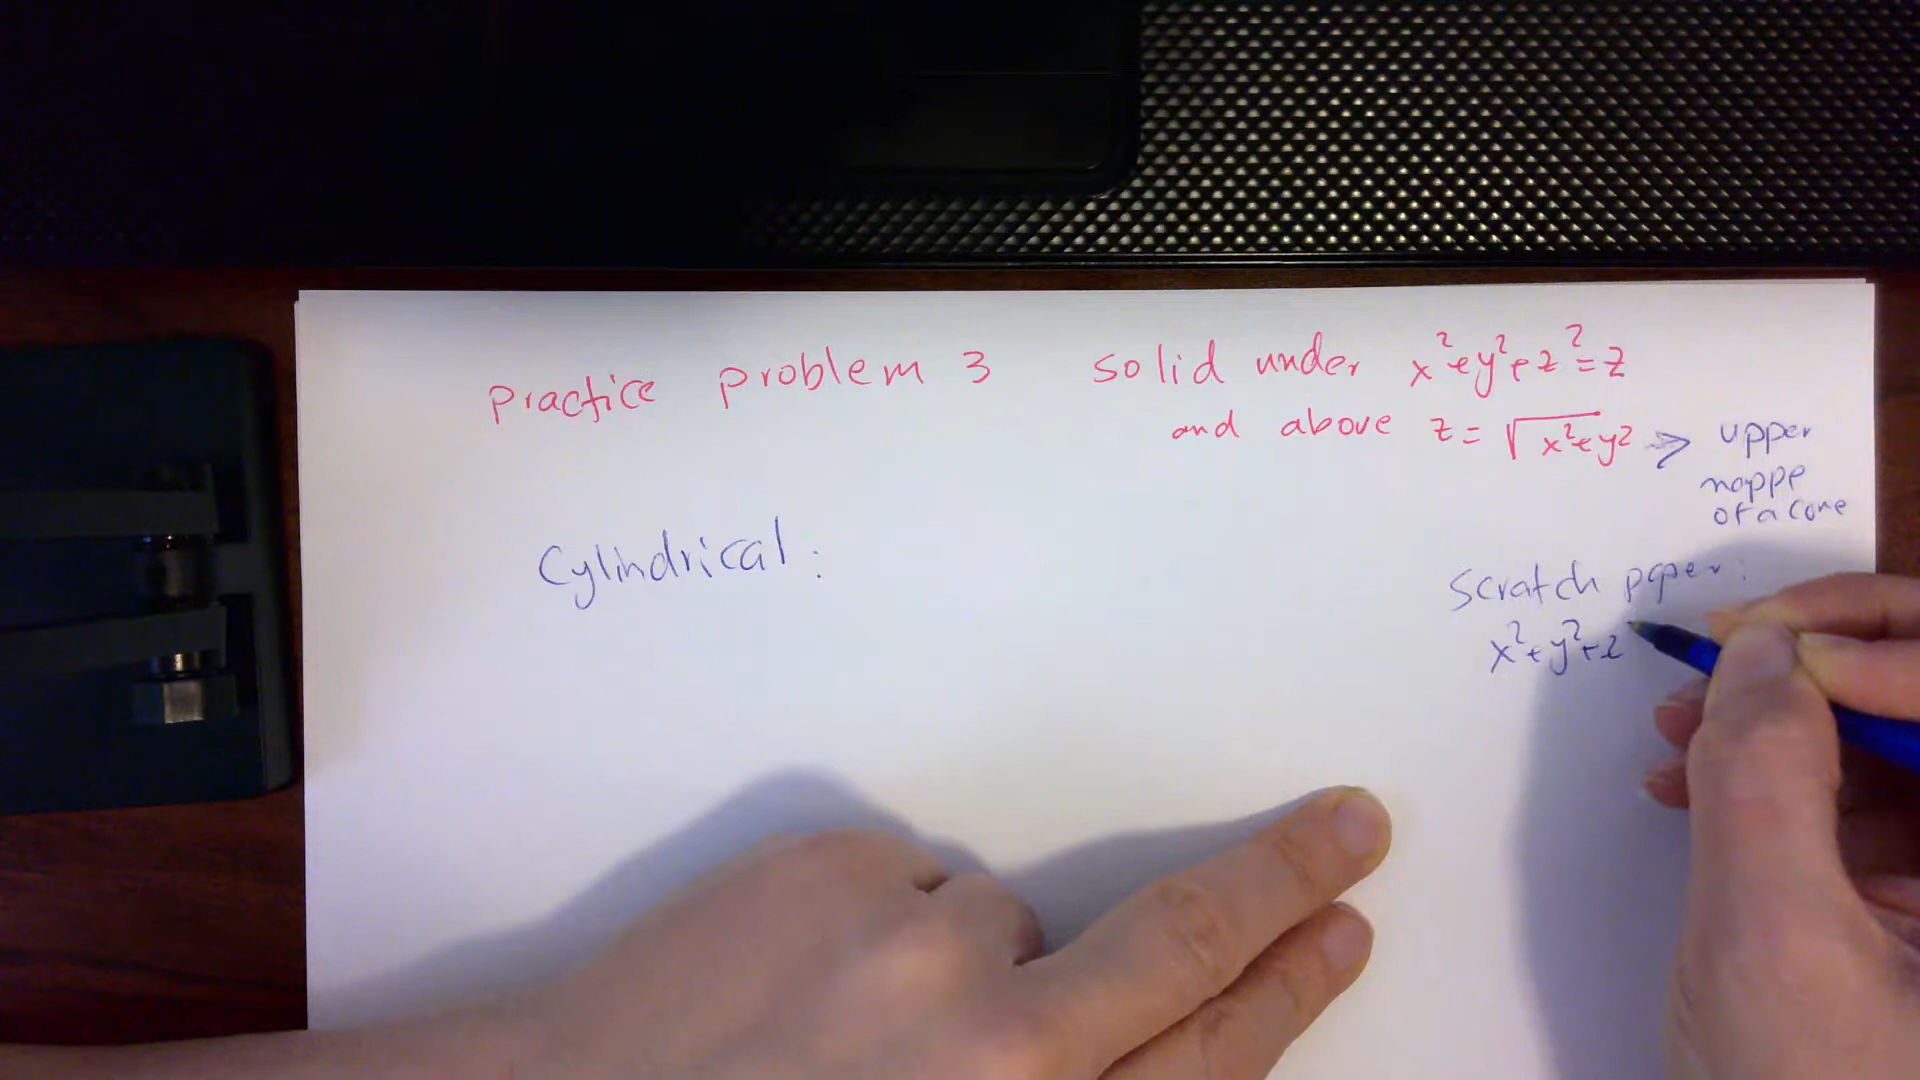 Practice problem 3 solid under x²+y²+z²=z
and above z=√x²+y² → upper
nappe
of a cone
Cylindrical:
Scratch paper:
x²+y²+z